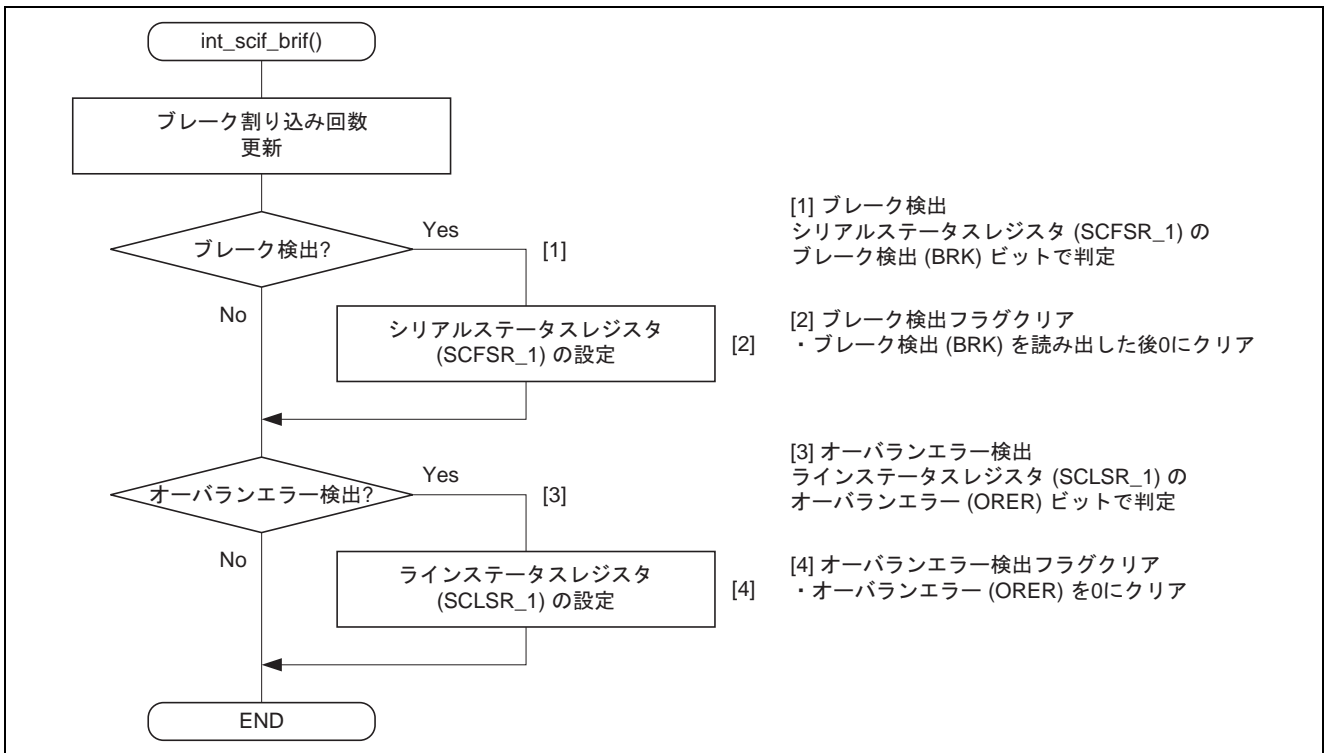 int_scif_brif()
ブレーク割り込み回数
更新
ブレーク検出?
Yes
[1]
No
シリアルステータスレジスタ
(SCFSR_1) の設定
[2]
オーバランエラー検出?
Yes
[3]
No
ラインステータスレジスタ
(SCLSR_1) の設定
[4]
END
[1] ブレーク検出
シリアルステータスレジスタ (SCFSR_1) の
ブレーク検出 (BRK) ビットで判定
[2] ブレーク検出フラグクリア
・ブレーク検出 (BRK) を読み出した後0にクリア
[3] オーバランエラー検出
ラインステータスレジスタ (SCLSR_1) の
オーバランエラー (ORER) ビットで判定
[4] オーバランエラー検出フラグクリア
・オーバランエラー (ORER) を0にクリア